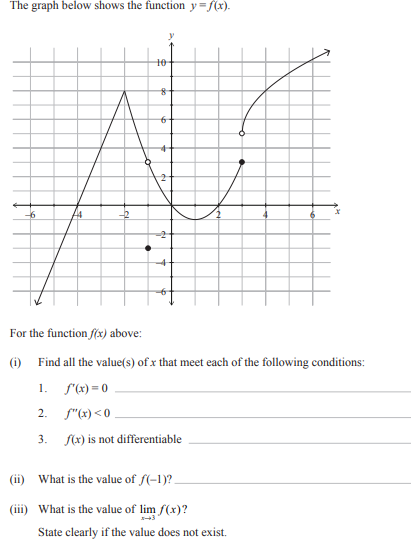 The graph below shows the function y = f(x).
y
10
8
6
4
2
-6 -4 -2 2 4 6 x
-2
-4
-6
For the function f(x) above:
(i) Find all the value(s) of x that meet each of the following conditions:
1. f'(x) = 0
2. f"(x) < 0
3. f(x) is not differentiable
(ii) What is the value of f(–1)?
(iii) What is the value of lim f(x)?
x→3
State clearly if the value does not exist.